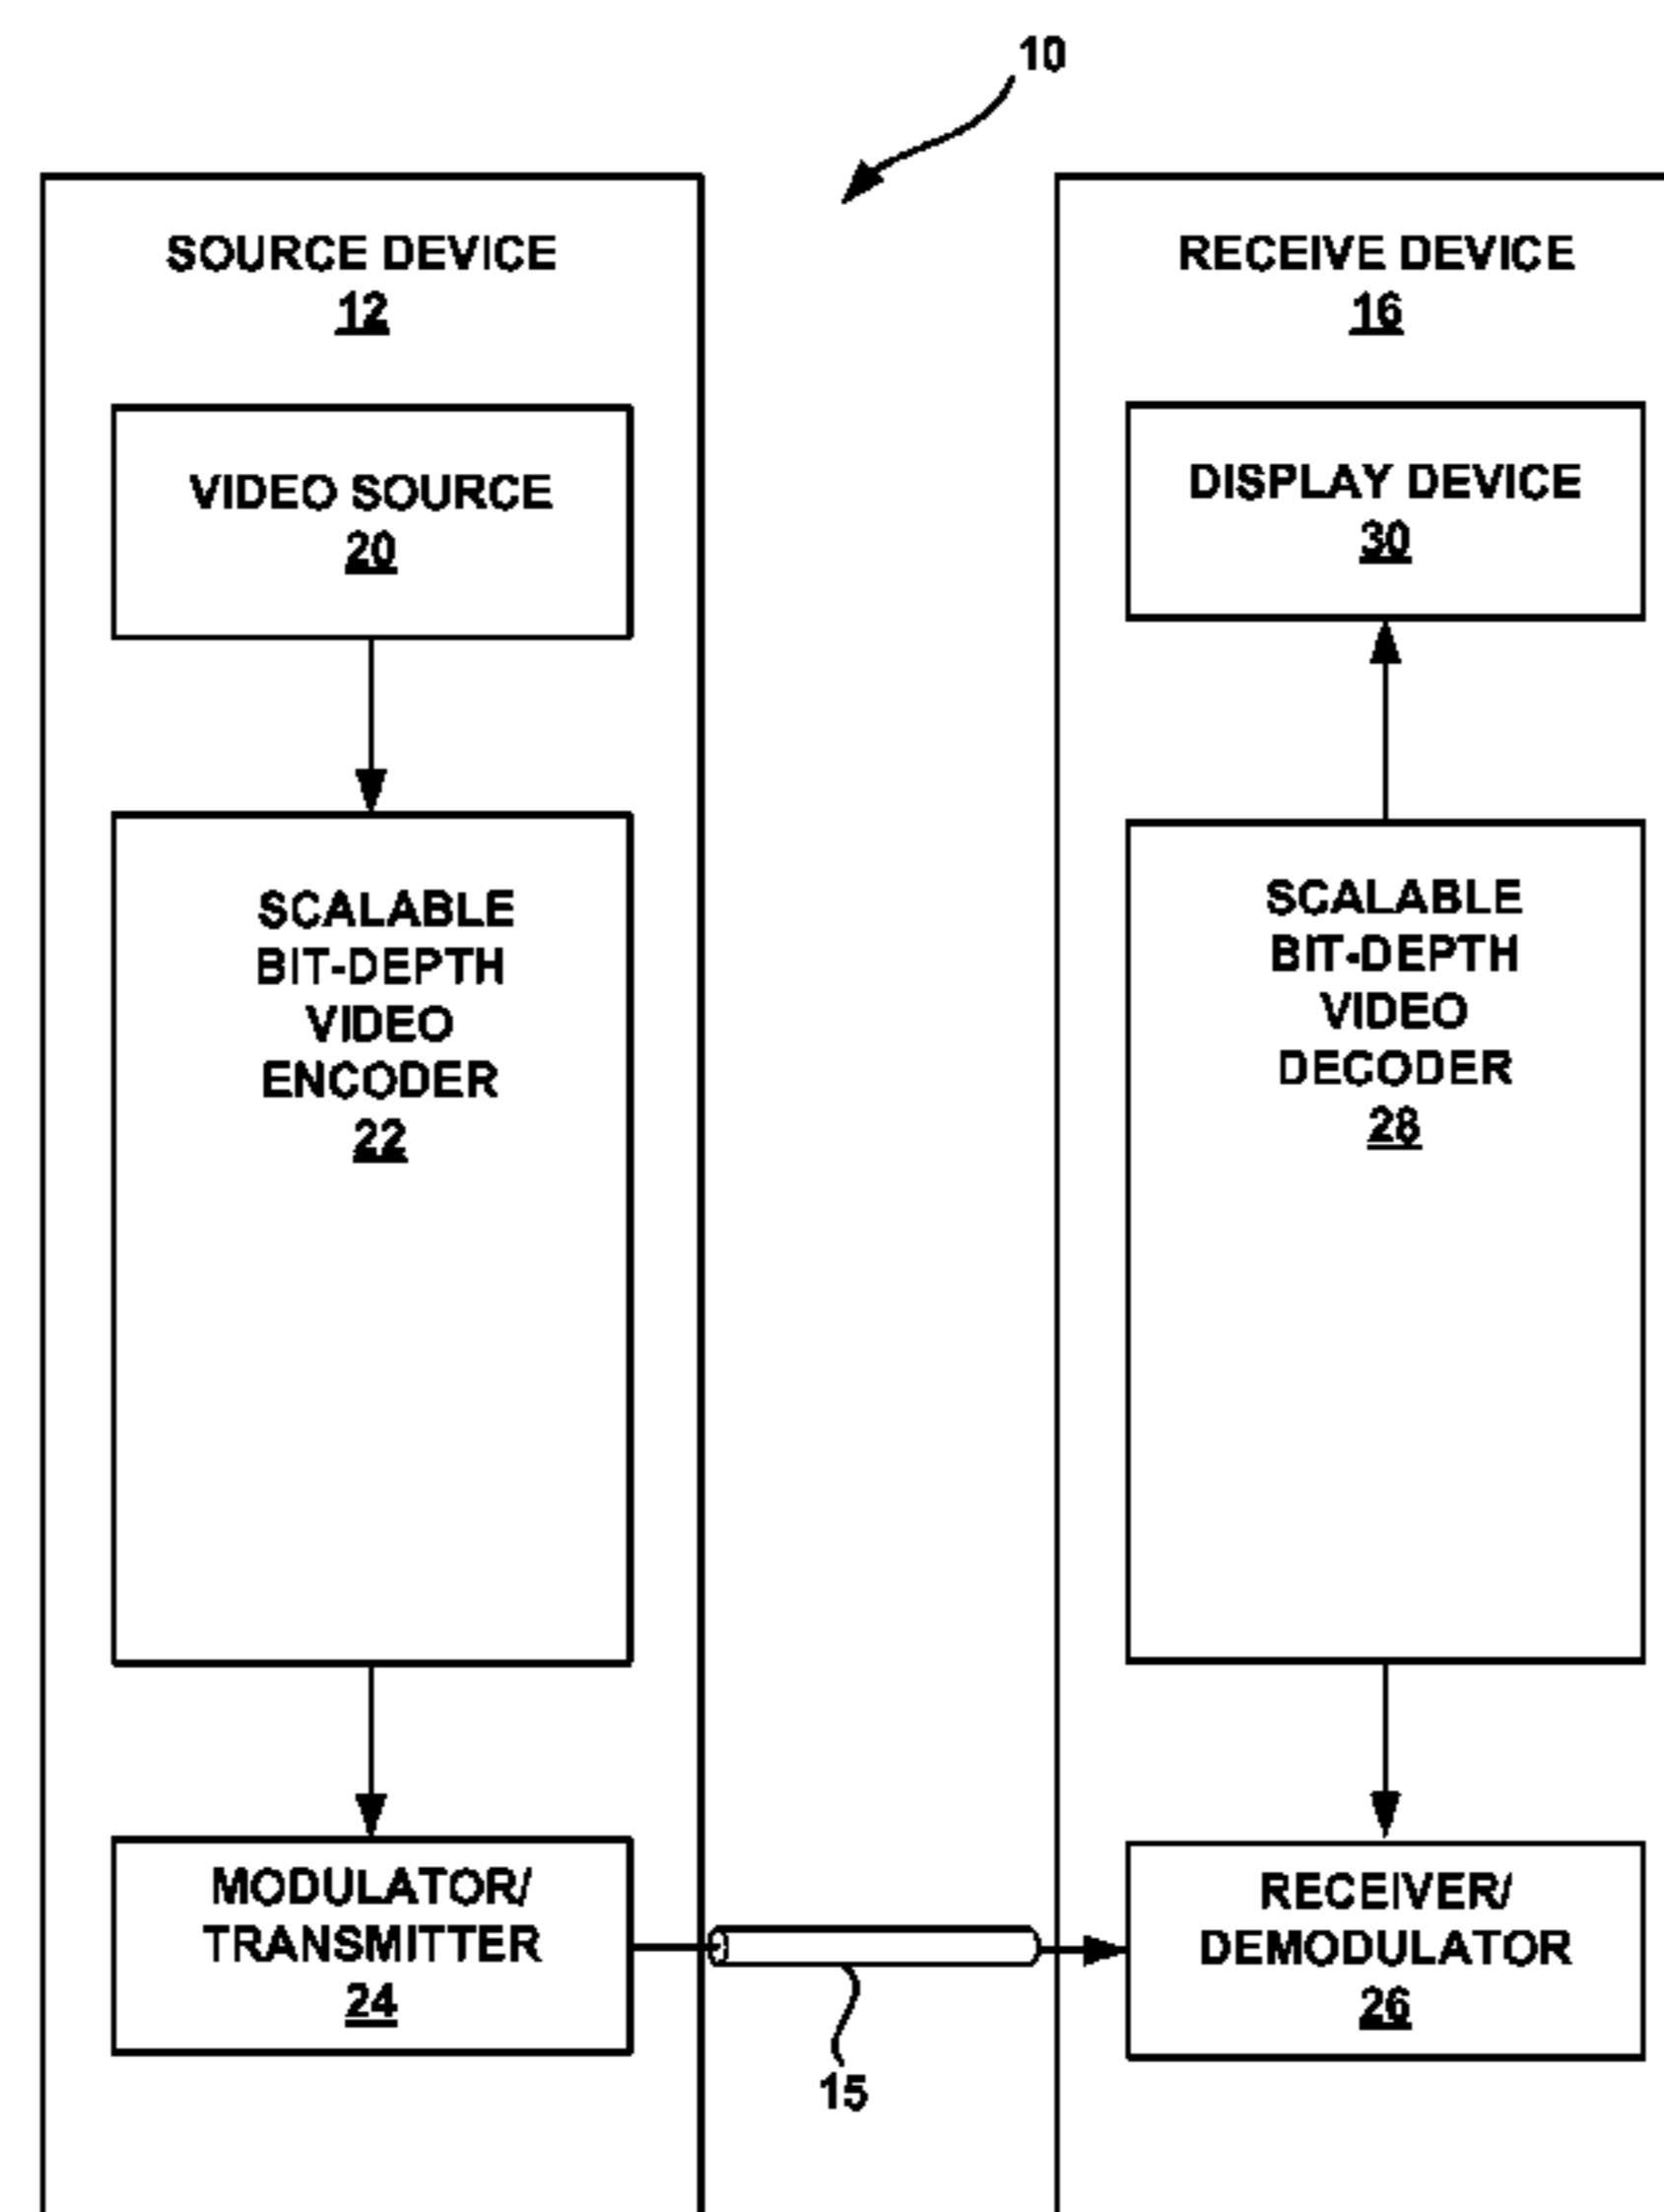 10
SOURCE DEVICE
12
VIDEO SOURCE
20
SCALABLE
BIT-DEPTH
VIDEO
ENCODER
22
MODULATOR/
TRANSMITTER
24
15
RECEIVE DEVICE
16
DISPLAY DEVICE
30
SCALABLE
BIT-DEPTH
VIDEO
DECODER
28
RECEIVER/
DEMODULATOR
26